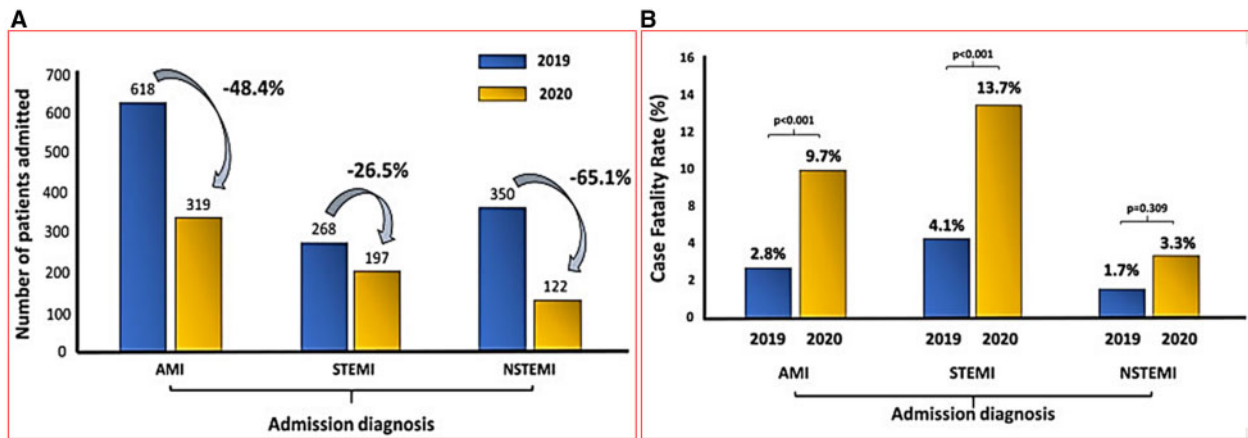 A
Number of patients admitted
700
600
500
400
300
200
100
0
2019
2020
618
-48.4%
319
268
-26.5%
197
350
-65.1%
122
AMI STEMI NSTEMI
Admission diagnosis
B
Case Fatality Rate (%)
16
14
12
10
8
6
4
2
0
p<0.001
p<0.001
p=0.309
2.8%
9.7%
4.1%
13.7%
1.7%
3.3%
2019 2020 2019 2020 2019 2020
AMI STEMI NSTEMI
Admission diagnosis